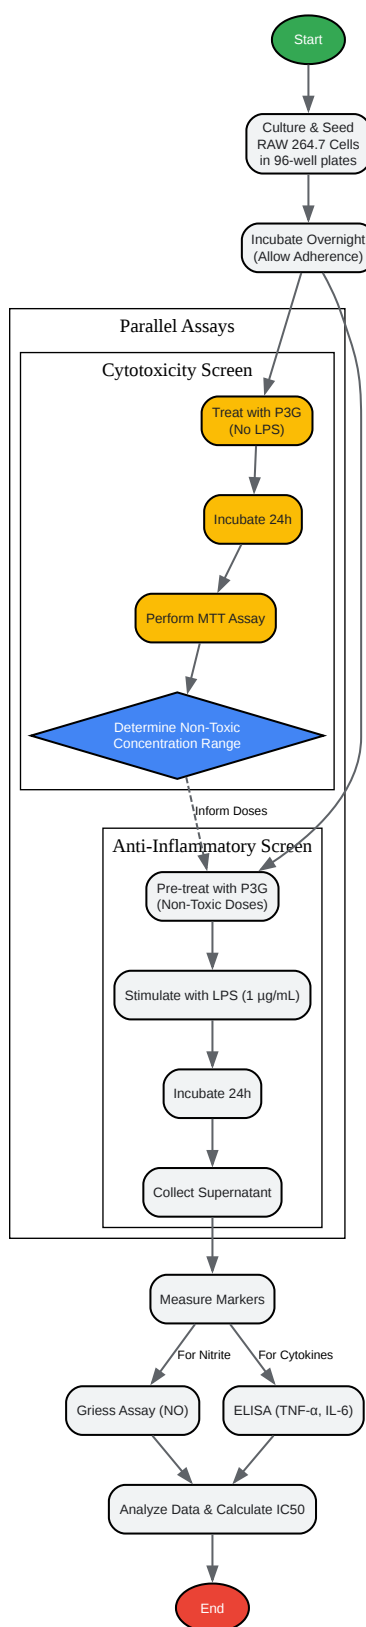 Start
Culture & Seed
RAW 264.7 Cells
in 96-well plates
Incubate Overnight
(Allow Adherence)
Parallel Assays
Cytotoxicity Screen
Treat with P3G
(No LPS)
Incubate 24h
Perform MTT Assay
Determine Non-Toxic
Concentration Range
Inform Doses
Anti-Inflammatory Screen
Pre-treat with P3G
(Non-Toxic Doses)
Stimulate with LPS (1 µg/mL)
Incubate 24h
Collect Supernatant
Measure Markers
For Nitrite
For Cytokines
Griess Assay (NO)
ELISA (TNF-α, IL-6)
Analyze Data & Calculate IC50
End